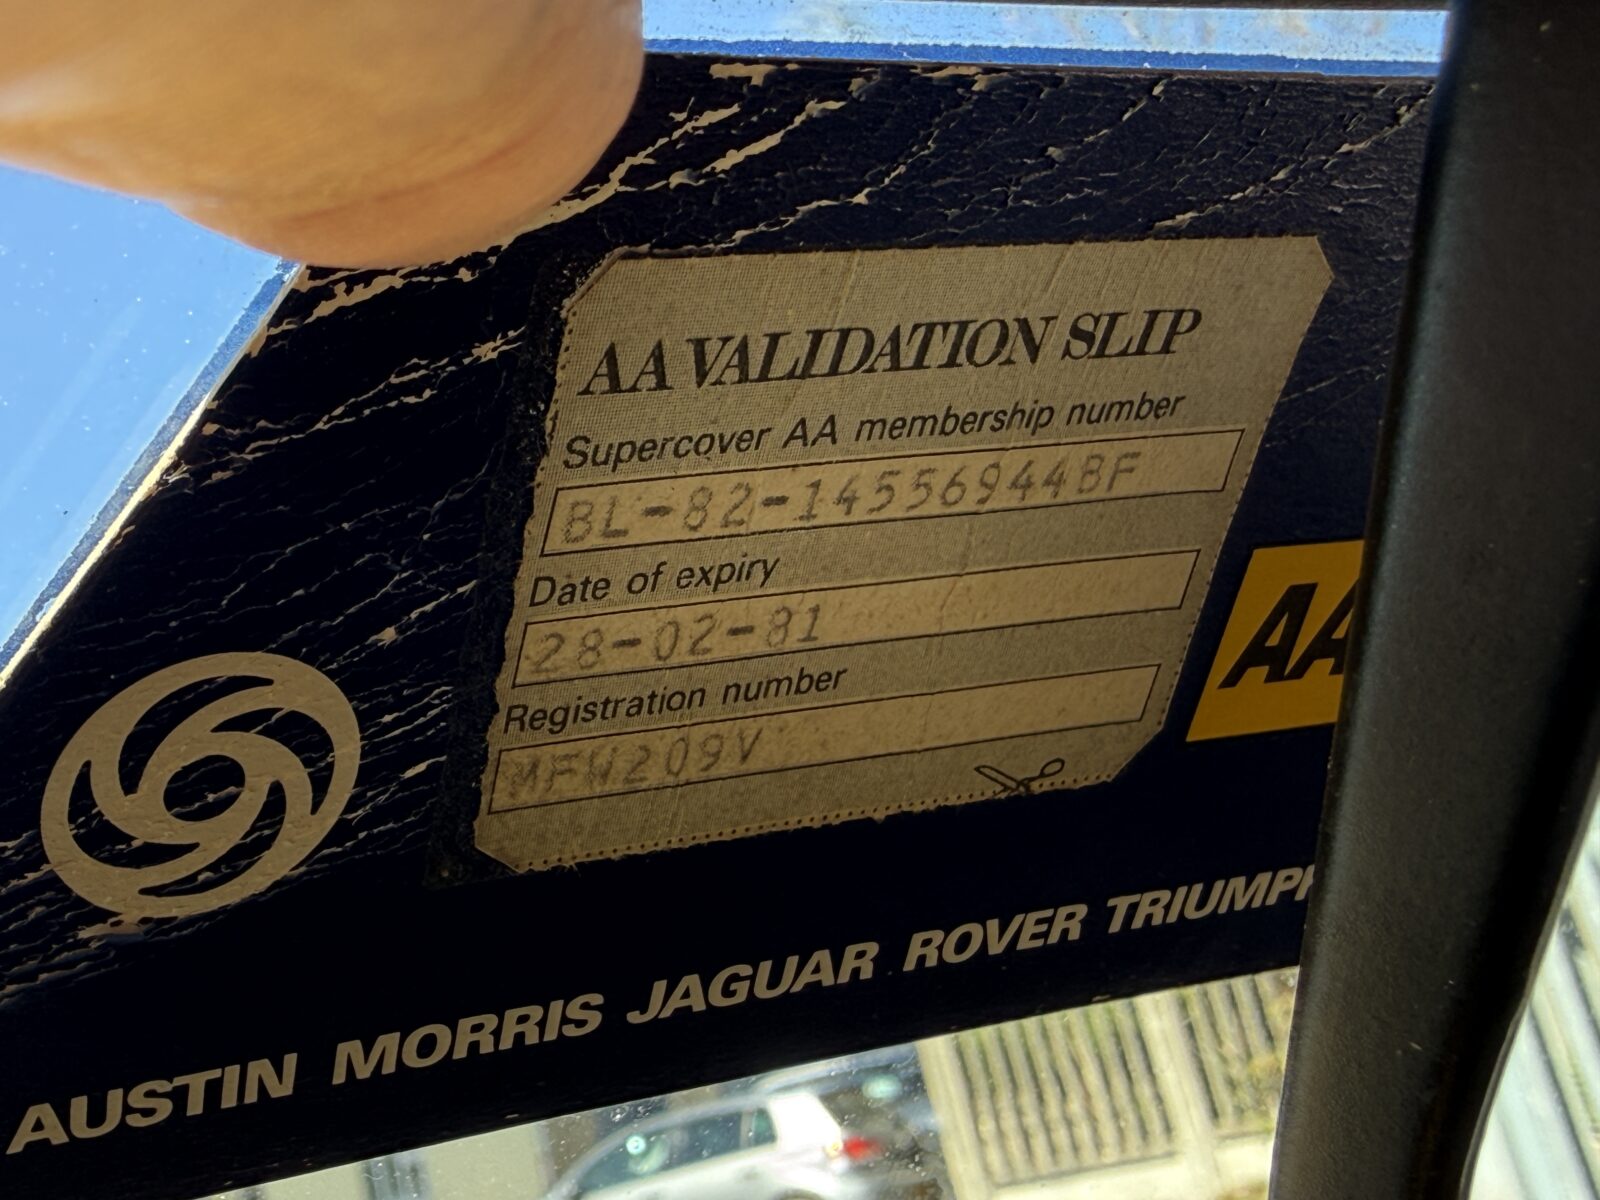 AA VALIDATION SLIP
Supercover AA membership number
BL-82-145569448F
Date of expiry
28-02-81
Registration number
MFW209V
AA
AUSTIN MORRIS JAGUAR ROVER TRIUMPH